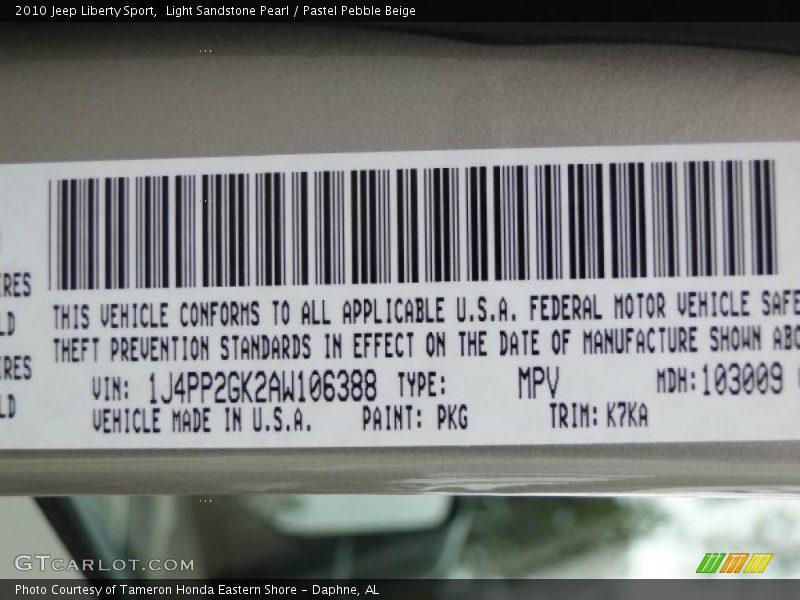 2010 Jeep Liberty Sport,  Light Sandstone Pearl / Pastel Pebble Beige
THIS VEHICLE CONFORMS TO ALL APPLICABLE U.S.A. FEDERAL MOTOR VEHICLE SAFE
THEFT PREVENTION STANDARDS IN EFFECT ON THE DATE OF MANUFACTURE SHOWN ABO
VIN: 1J4PP2GK2AW106388 TYPE: MPV MDH:103009
VEHICLE MADE IN U.S.A. PAINT: PKG TRIM: K7KA
IRES
LD
IRES
LD
GTCARLOT.COM
Photo Courtesy of Tameron Honda Eastern Shore - Daphne, AL